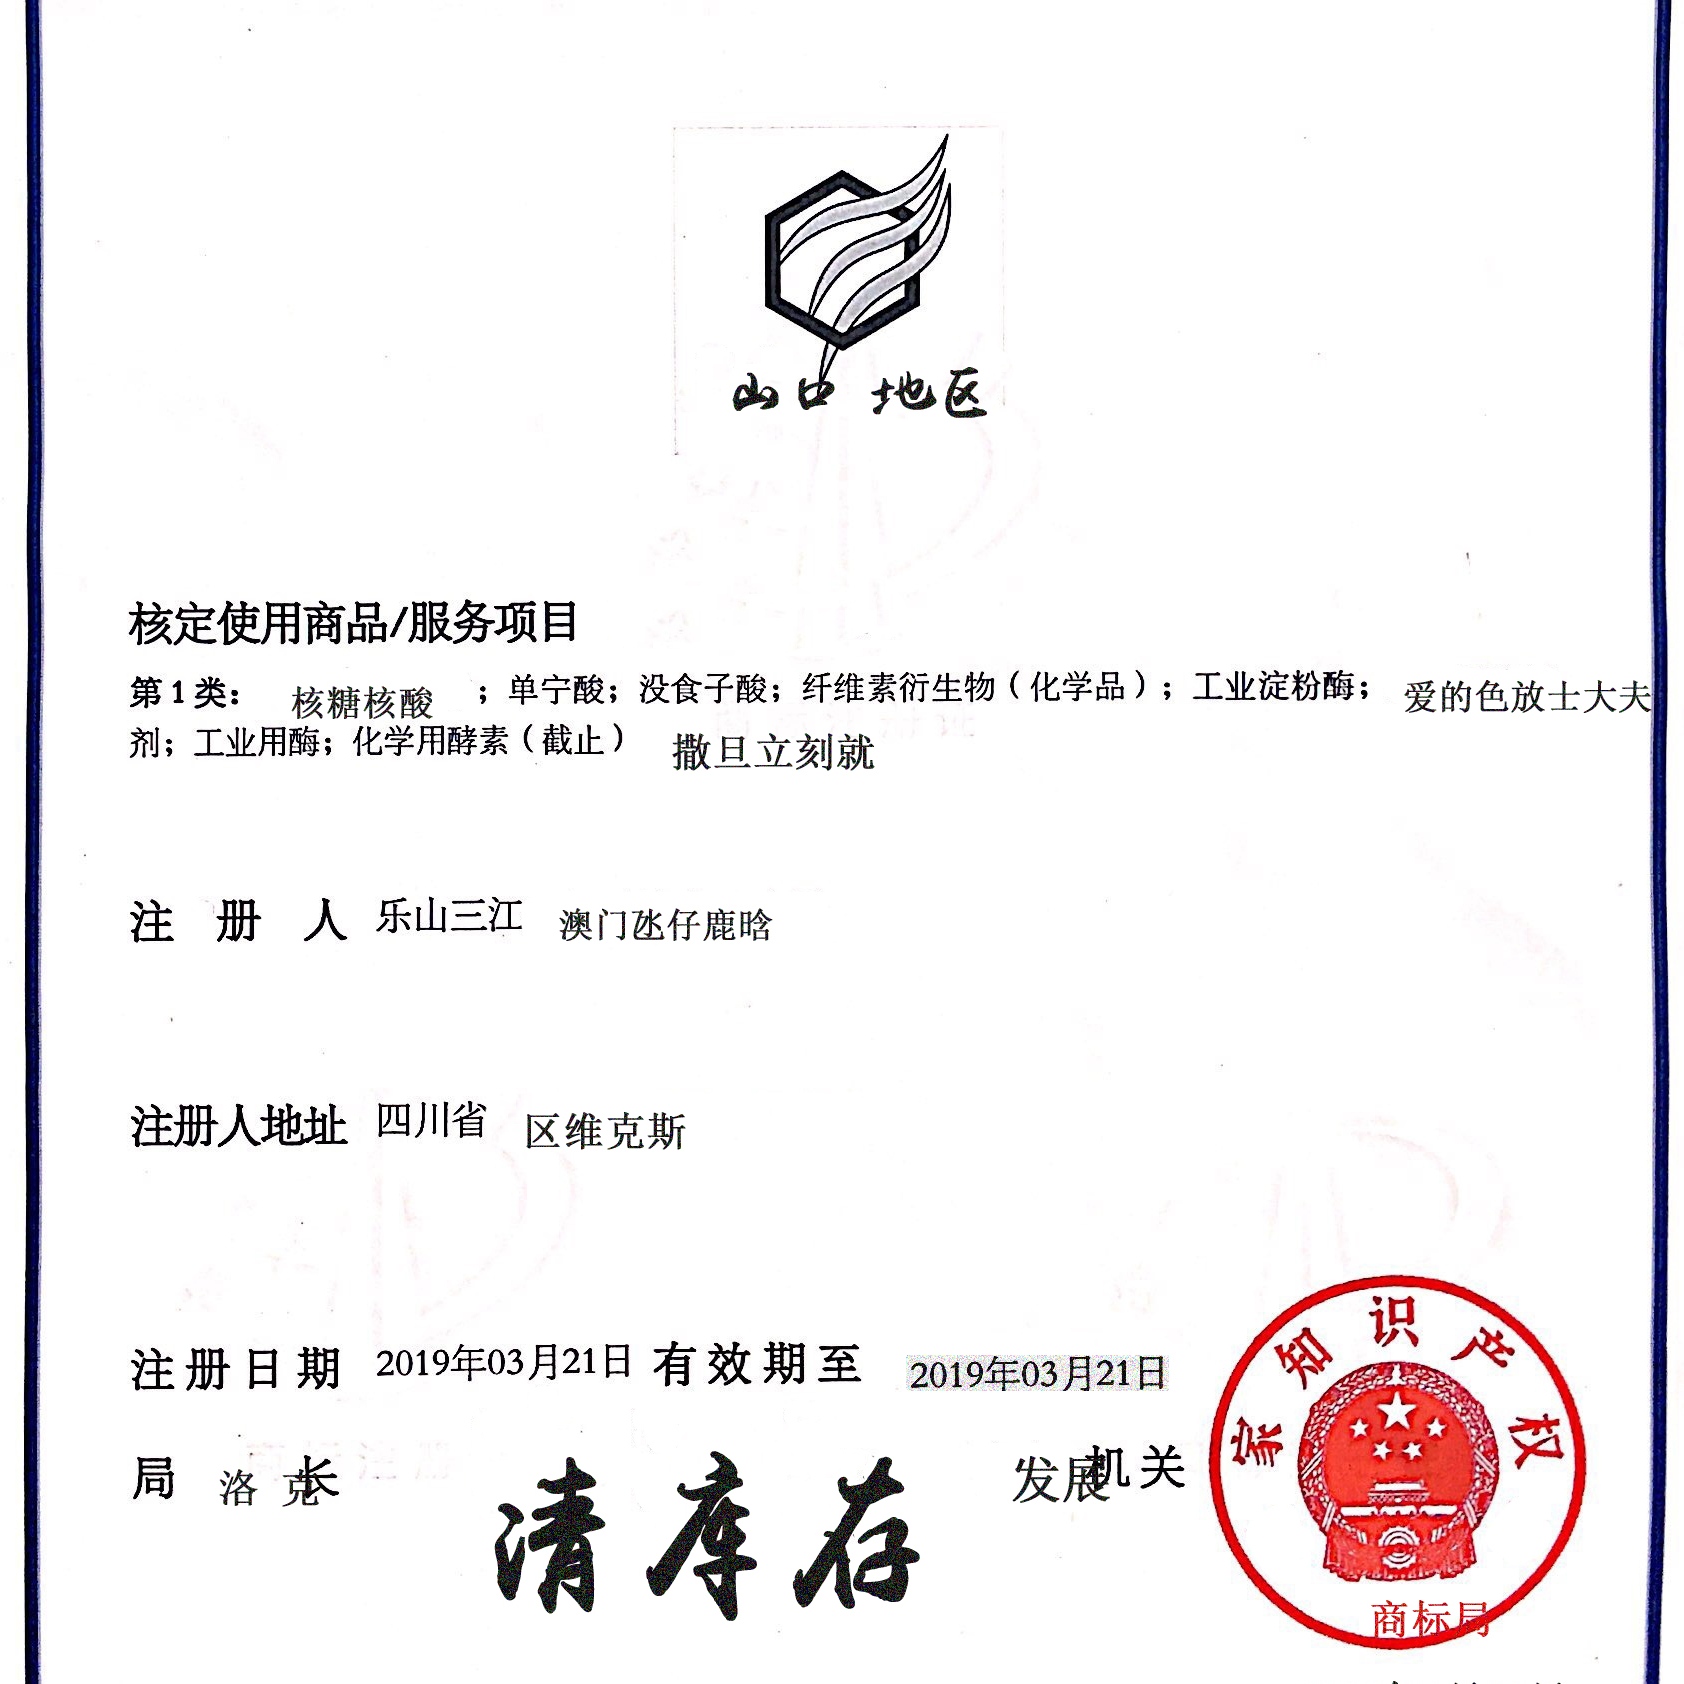 山口 地区
核定使用商品/服务项目
第1类： 核糖核酸 ；单宁酸；没食子酸；纤维素衍生物（化学品）；工业淀粉酶； 爱的色放士大夫
剂；工业用酶；化学用酵素（截止） 撒旦立刻就
注 册 人 乐山三江 澳门氹仔鹿晗
注册人地址 四川省 区维克斯
注册日期 2019年03月21日 有效期至 2019年03月21日
局 洛 克长 清库存 发展机关
家知识产权
商标局